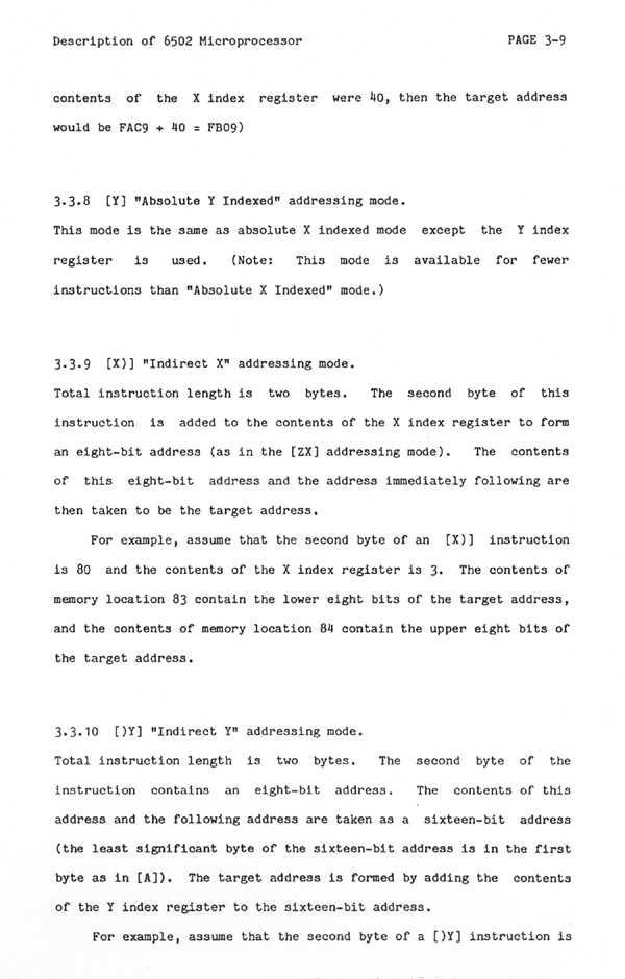 Description of 6502 Microprocessor PAGE 3-9
contents of the X index register were 40, then the target address
would be FAC9 + 40 = FB09)
3.3.8 [Y] "Absolute Y Indexed" addressing mode.
This mode is the same as absolute X indexed mode except the Y index
register is used. (Note: This mode is available for fewer
instructions than "Absolute X Indexed" mode.)
3.3.9 [X)] "Indirect X" addressing mode.
Total instruction length is two bytes. The second byte of this
instruction is added to the contents of the X index register to form
an eight-bit address (as in the [ZX] addressing mode). The contents
of this eight-bit address and the address immediately following are
then taken to be the target address.
For example, assume that the second byte of an [X)] instruction
is 80 and the contents of the X index register is 3. The contents of
memory location 83 contain the lower eight bits of the target address,
and the contents of memory location 84 contain the upper eight bits of
the target address.
3.3.10 [)Y] "Indirect Y" addressing mode.
Total instruction length is two bytes. The second byte of the
instruction contains an eight-bit address. The contents of this
address and the following address are taken as a sixteen-bit address
(the least significant byte of the sixteen-bit address is in the first
byte as in [A]). The target address is formed by adding the contents
of the Y index register to the sixteen-bit address.
For example, assume that the second byte of a [)Y] instruction is